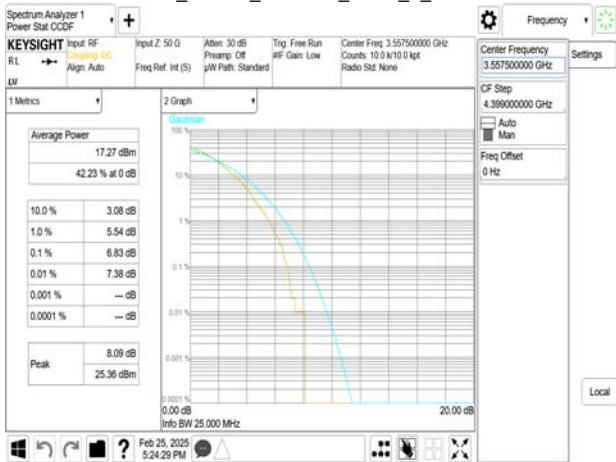 Spectrum Analyzer 1
Power Stat CCDF
Frequency
KEYSIGHT
RL
Input: RF
Coupling: DC
Align: Auto
Input Z: 50 Ω
Freq Ref: Int (S)
Atten: 30 dB
Preamp: Off
µW Path: Standard
Trig: Free Run
#IF Gain: Low
Center Freq: 3.557500000 GHz
Counts: 10.0 k/10.0 kpt
Radio Std: None
Center Frequency
3.557500000 GHz
Settings
CF Step
4.399000000 GHz
Auto
Man
Freq Offset
0 Hz
1 Metrics
Average Power
17.27 dBm
42.23 % at 0 dB
10.0 % 3.08 dB
1.0 % 5.54 dB
0.1 % 6.83 dB
0.01 % 7.38 dB
0.001 % --- dB
0.0001 % --- dB
Peak
8.09 dB
25.36 dBm
2 Graph
Gaussian
100 %
10 %
1 %
0.1 %
0.01 %
0.001 %
0.0001 %
0.00 dB
20.00 dB
Info BW 25.000 MHz
Local
Feb 25, 2025
5:24:29 PM